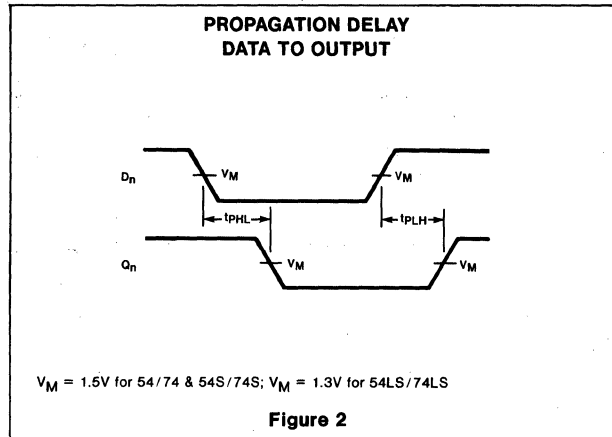 PROPAGATION DELAY
DATA TO OUTPUT
Dn
VM
VM
tPHL
tPLH
Qn
VM
VM
VM = 1.5V for 54/74 & 54S/74S; VM = 1.3V for 54LS/74LS
Figure 2